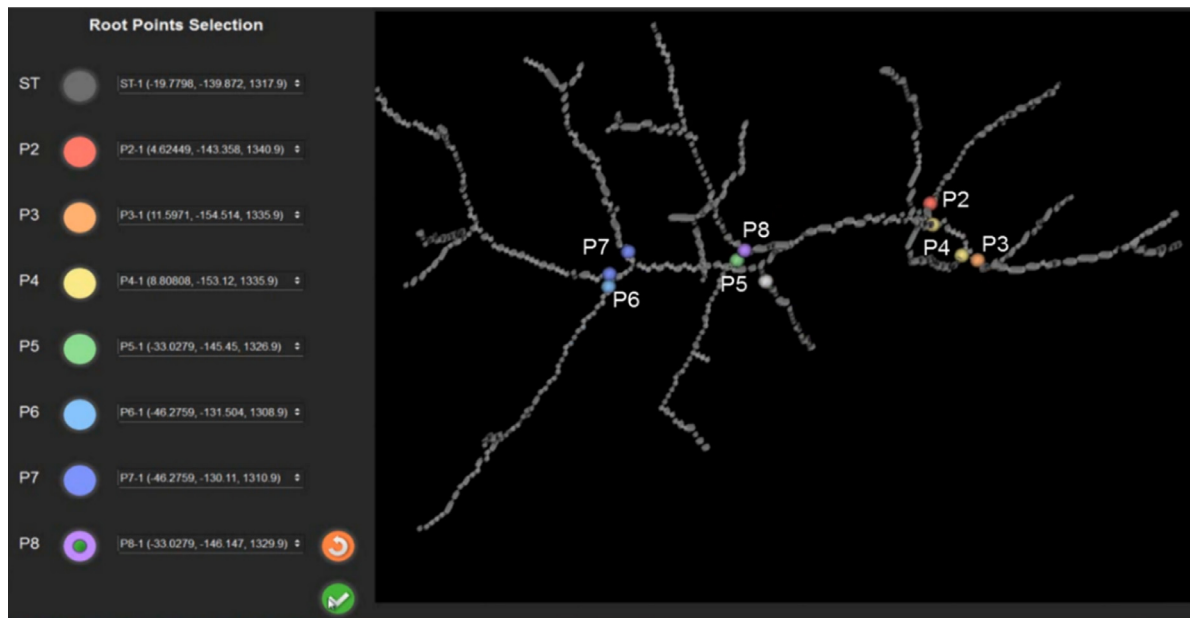 Root Points Selection
ST ST-1 (-19.7798, -139.872, 1317.9)
P2 P2-1 (4.62449, -143.358, 1340.9)
P3 P3-1 (11.5971, -154.514, 1335.9)
P4 P4-1 (8.80808, -153.12, 1335.9)
P5 P5-1 (-33.0279, -145.45, 1326.9)
P6 P6-1 (-46.2759, -131.504, 1308.9)
P7 P7-1 (-46.2759, -130.11, 1310.9)
P8 P8-1 (-33.0279, -146.147, 1329.9)
P2
P8
P7
P4
P3
P5
P6